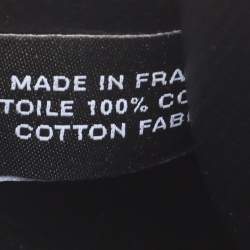 MADE IN FRA
TOILE 100% CO
COTTON FAB